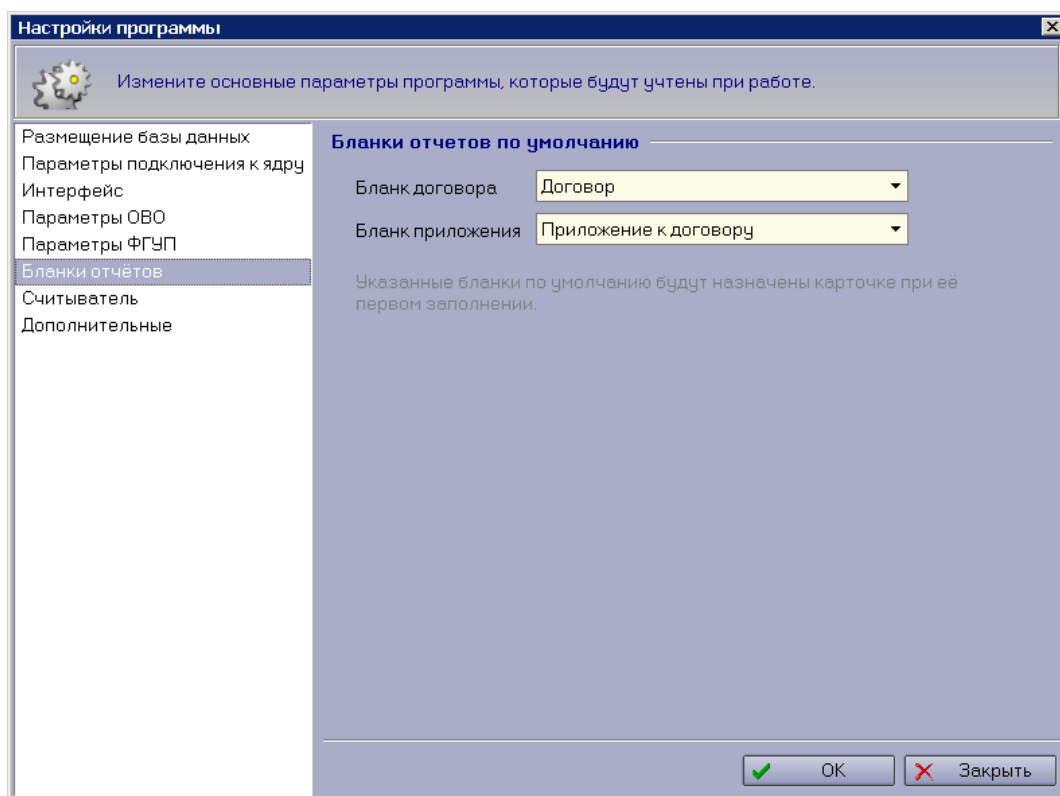 Настройки программы
Измените основные параметры программы, которые будут учтены при работе.
Размещение базы данных
Параметры подключения к ядру
Интерфейс
Параметры ОВО
Параметры ФГУП
Бланки отчётов
Считыватель
Дополнительные
Бланки отчетов по умолчанию
Бланк договора
Договор
Бланк приложения
Приложение к договору
Указанные бланки по умолчанию будут назначены карточке при её
первом заполнении.
OK
Закрыть